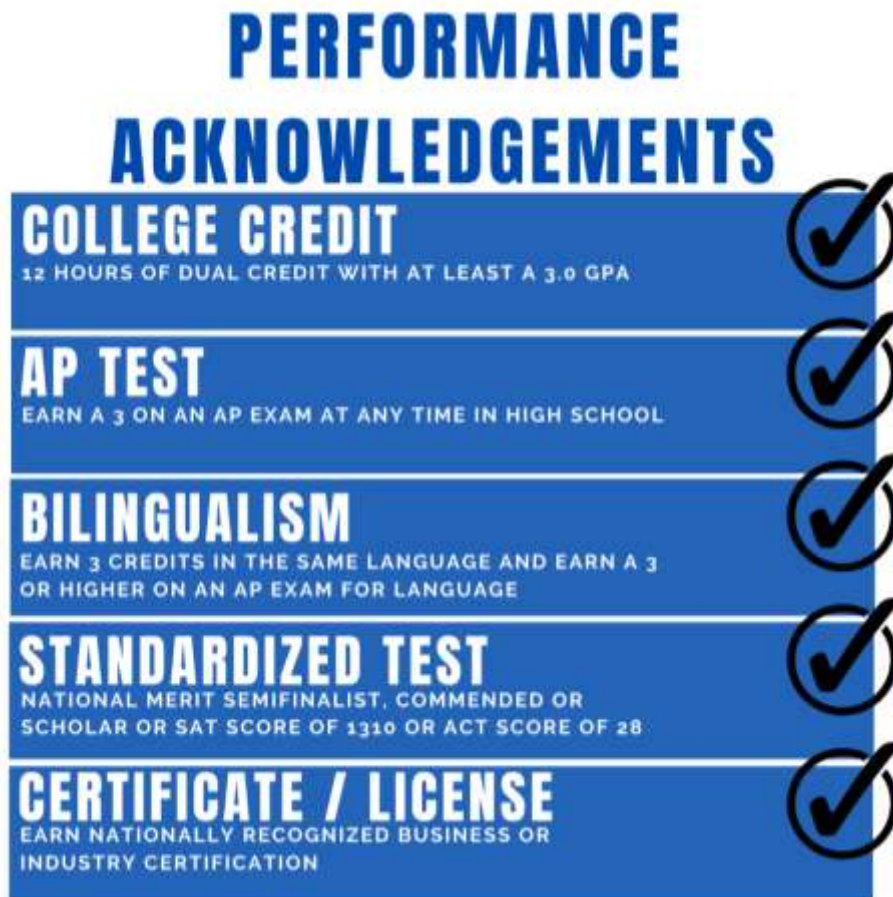 PERFORMANCE
ACKNOWLEDGEMENTS
COLLEGE CREDIT
12 HOURS OF DUAL CREDIT WITH AT LEAST A 3.0 GPA
AP TEST
EARN A 3 ON AN AP EXAM AT ANY TIME IN HIGH SCHOOL
BILINGUALISM
EARN 3 CREDITS IN THE SAME LANGUAGE AND EARN A 3
OR HIGHER ON AN AP EXAM FOR LANGUAGE
STANDARDIZED TEST
NATIONAL MERIT SEMIFINALIST, COMMENDED OR
SCHOLAR OR SAT SCORE OF 1310 OR ACT SCORE OF 28
CERTIFICATE / LICENSE
EARN NATIONALLY RECOGNIZED BUSINESS OR
INDUSTRY CERTIFICATION